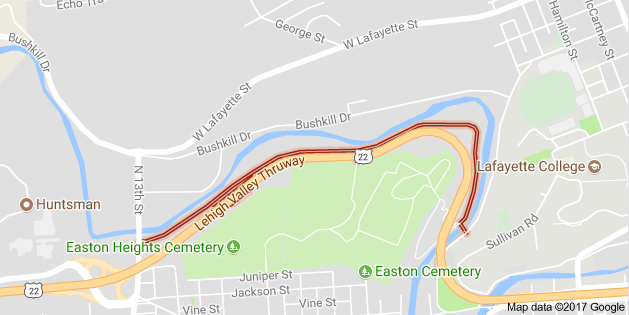 Echo Tra
Bushkill Dr
George St
W Lafayette St
Hamilton St
McCartney St
W Lafayette St
Bushkill Dr
Bushkill Dr
22
N 13th St
Lafayette College
Lehigh Valley Thruway
Huntsman
Sullivan Rd
Easton Heights Cemetery
Easton Cemetery
Juniper St
Jackson St
22
Vine St
Vine St
Map data ©2017 Google